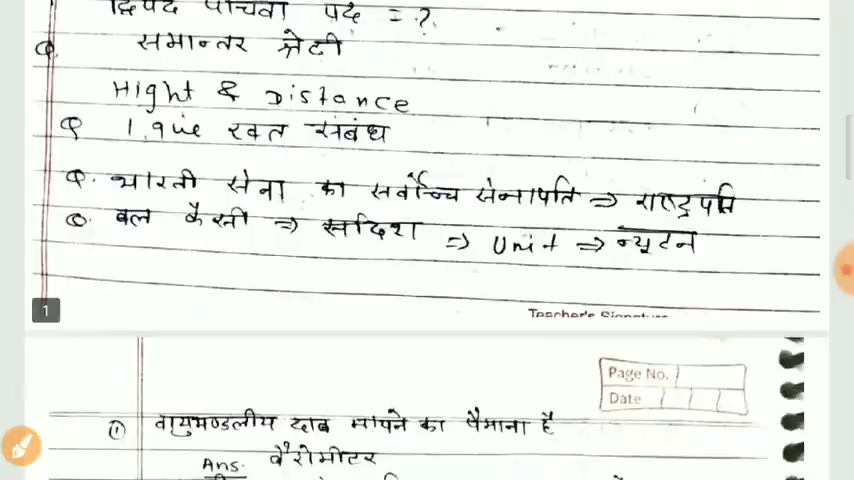 द्विपद पाचवा पद = ?
Q. समान्तर श्रेढी
Hight & Distance
Q 1 que रक्त संबंध
Q. भारती सेना का सर्वोच्च सेनापति => राष्ट्रपति
Q. बल कैसी => सदिश => Unit => न्यूटन
1
Teacher's Signature
Page No.
Date
① वायुमण्डलीय दाब मापने का पैमाना है
Ans. बैरोमीटर